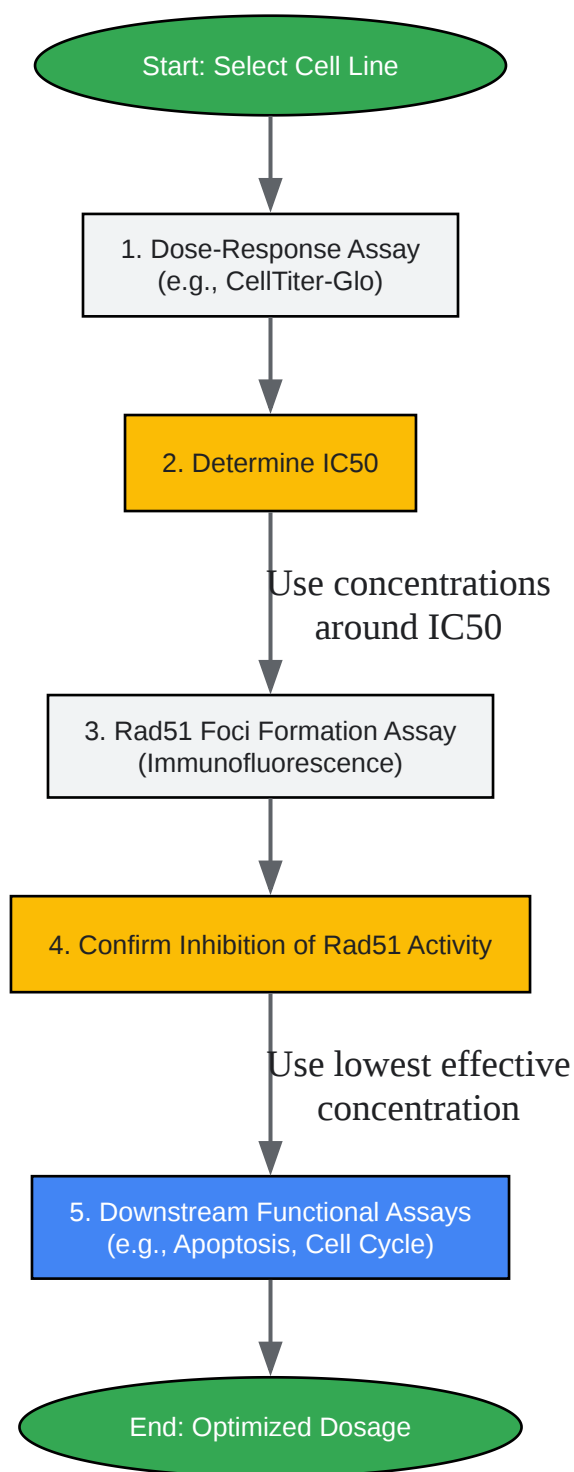 Start: Select Cell Line
1. Dose-Response Assay
(e.g., CellTiter-Glo)
2. Determine IC50
Use concentrations
around IC50
3. Rad51 Foci Formation Assay
(Immunofluorescence)
4. Confirm Inhibition of Rad51 Activity
Use lowest effective
concentration
5. Downstream Functional Assays
(e.g., Apoptosis, Cell Cycle)
End: Optimized Dosage